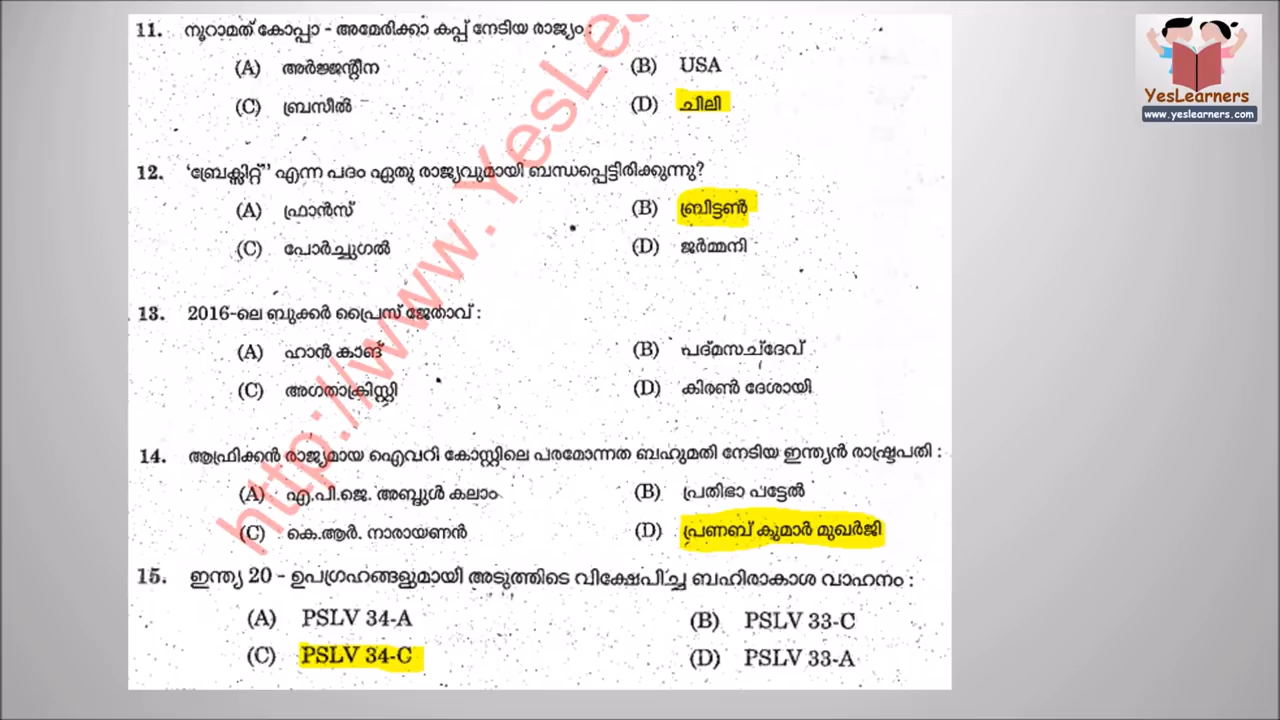 11. നൂറാമത് കോപ്പാ - അമേരിക്കാ കപ്പ് നേടിയ രാജ്യം :
(A) അർജ്ജന്റീന (B) USA
(C) ബ്രസീൽ (D) ചിലി
12. ‘ബ്രേക്സിറ്റ്’’ എന്ന പദം ഏതു രാജ്യവുമായി ബന്ധപ്പെട്ടിരിക്കുന്നു?
(A) ഫ്രാൻസ് (B) ബ്രിട്ടൺ
(C) പോർച്ചുഗൽ (D) ജർമ്മനി
13. 2016-ലെ ബുക്കർ പ്രൈസ് ജേതാവ് :
(A) ഹാൻ കാങ് (B) പദ്മസച്ദേവ്
(C) അഗതാക്രിസ്റ്റി (D) കിരൺ ദേശായി
14. ആഫ്രിക്കൻ രാജ്യമായ ഐവറി കോസ്റ്റിലെ പരമോന്നത ബഹുമതി നേടിയ ഇന്ത്യൻ രാഷ്ട്രപതി :
(A) എ.പി.ജെ. അബ്ദുൾ കലാം (B) പ്രതിഭാ പട്ടേൽ
(C) കെ.ആർ. നാരായണൻ (D) പ്രണബ് കുമാർ മുഖർജി
15. ഇന്ത്യ 20 - ഉപഗ്രഹങ്ങളുമായി അടുത്തിടെ വിക്ഷേപിച്ച ബഹിരാകാശ വാഹനം :
(A) PSLV 34-A (B) PSLV 33-C
(C) PSLV 34-C (D) PSLV 33-A
http://www.YesLe
YesLearners
www.yeslearners.com